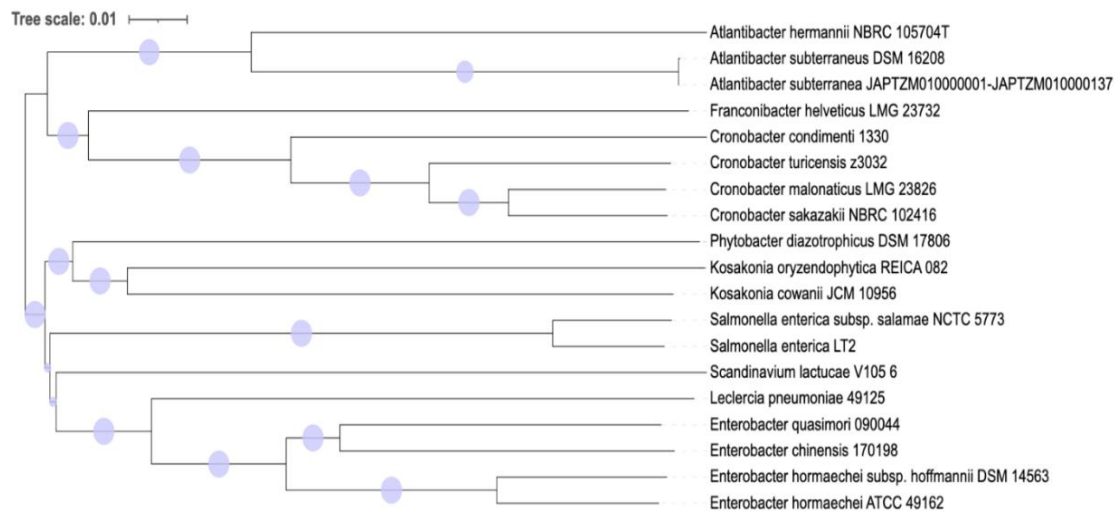 Tree scale: 0.01
Atlantibacter hermannii NBRC 105704T
Atlantibacter subterraneus DSM 16208
Atlantibacter subterranea JAPTZM010000001-JAPTZM010000137
Franconibacter helveticus LMG 23732
Cronobacter condimenti 1330
Cronobacter turicensis z3032
Cronobacter malonaticus LMG 23826
Cronobacter sakazakii NBRC 102416
Phytobacter diazotrophicus DSM 17806
Kosakonia oryzendophytica REICA 082
Kosakonia cowanii JCM 10956
Salmonella enterica subsp. salamae NCTC 5773
Salmonella enterica LT2
Scandinavium lactucae V105 6
Leclercia pneumoniae 49125
Enterobacter quasimori 090044
Enterobacter chinensis 170198
Enterobacter hormaechei subsp. hoffmannii DSM 14563
Enterobacter hormaechei ATCC 49162